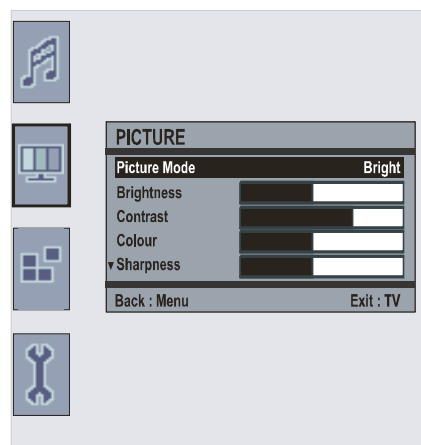 PICTURE
Picture Mode Bright
Brightness
Contrast
Colour
▼Sharpness
Back : Menu Exit : TV